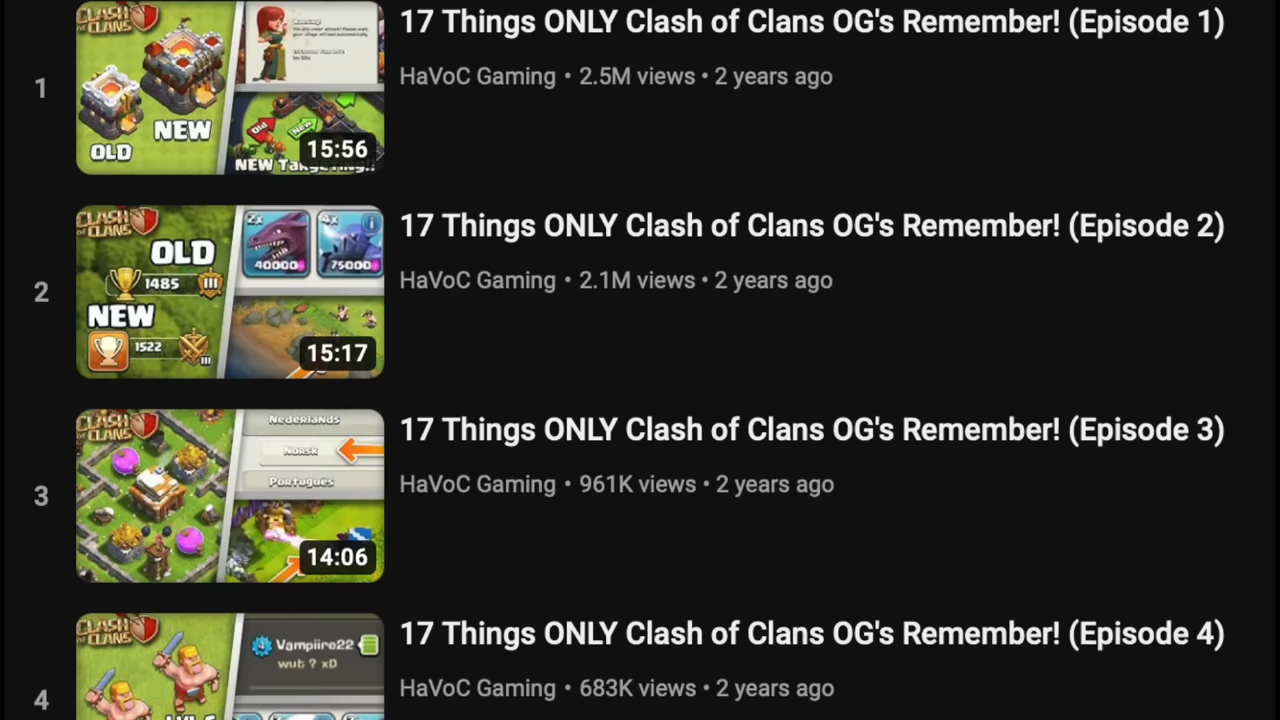 1
CLASH OF CLANS
OLD
NEW
Old
New
NEW Targeting!!
15:56
17 Things ONLY Clash of Clans OG's Remember! (Episode 1)
HaVoC Gaming • 2.5M views • 2 years ago
2
CLASH OF CLANS
OLD
1485
NEW
1522
2x
40000
4x
75000
15:17
17 Things ONLY Clash of Clans OG's Remember! (Episode 2)
HaVoC Gaming • 2.1M views • 2 years ago
3
CLASH OF CLANS
Nederlands
Norsk
Português
14:06
17 Things ONLY Clash of Clans OG's Remember! (Episode 3)
HaVoC Gaming • 961K views • 2 years ago
4
CLASH OF CLANS
Vampiire22
wut ? xD
17 Things ONLY Clash of Clans OG's Remember! (Episode 4)
HaVoC Gaming • 683K views • 2 years ago